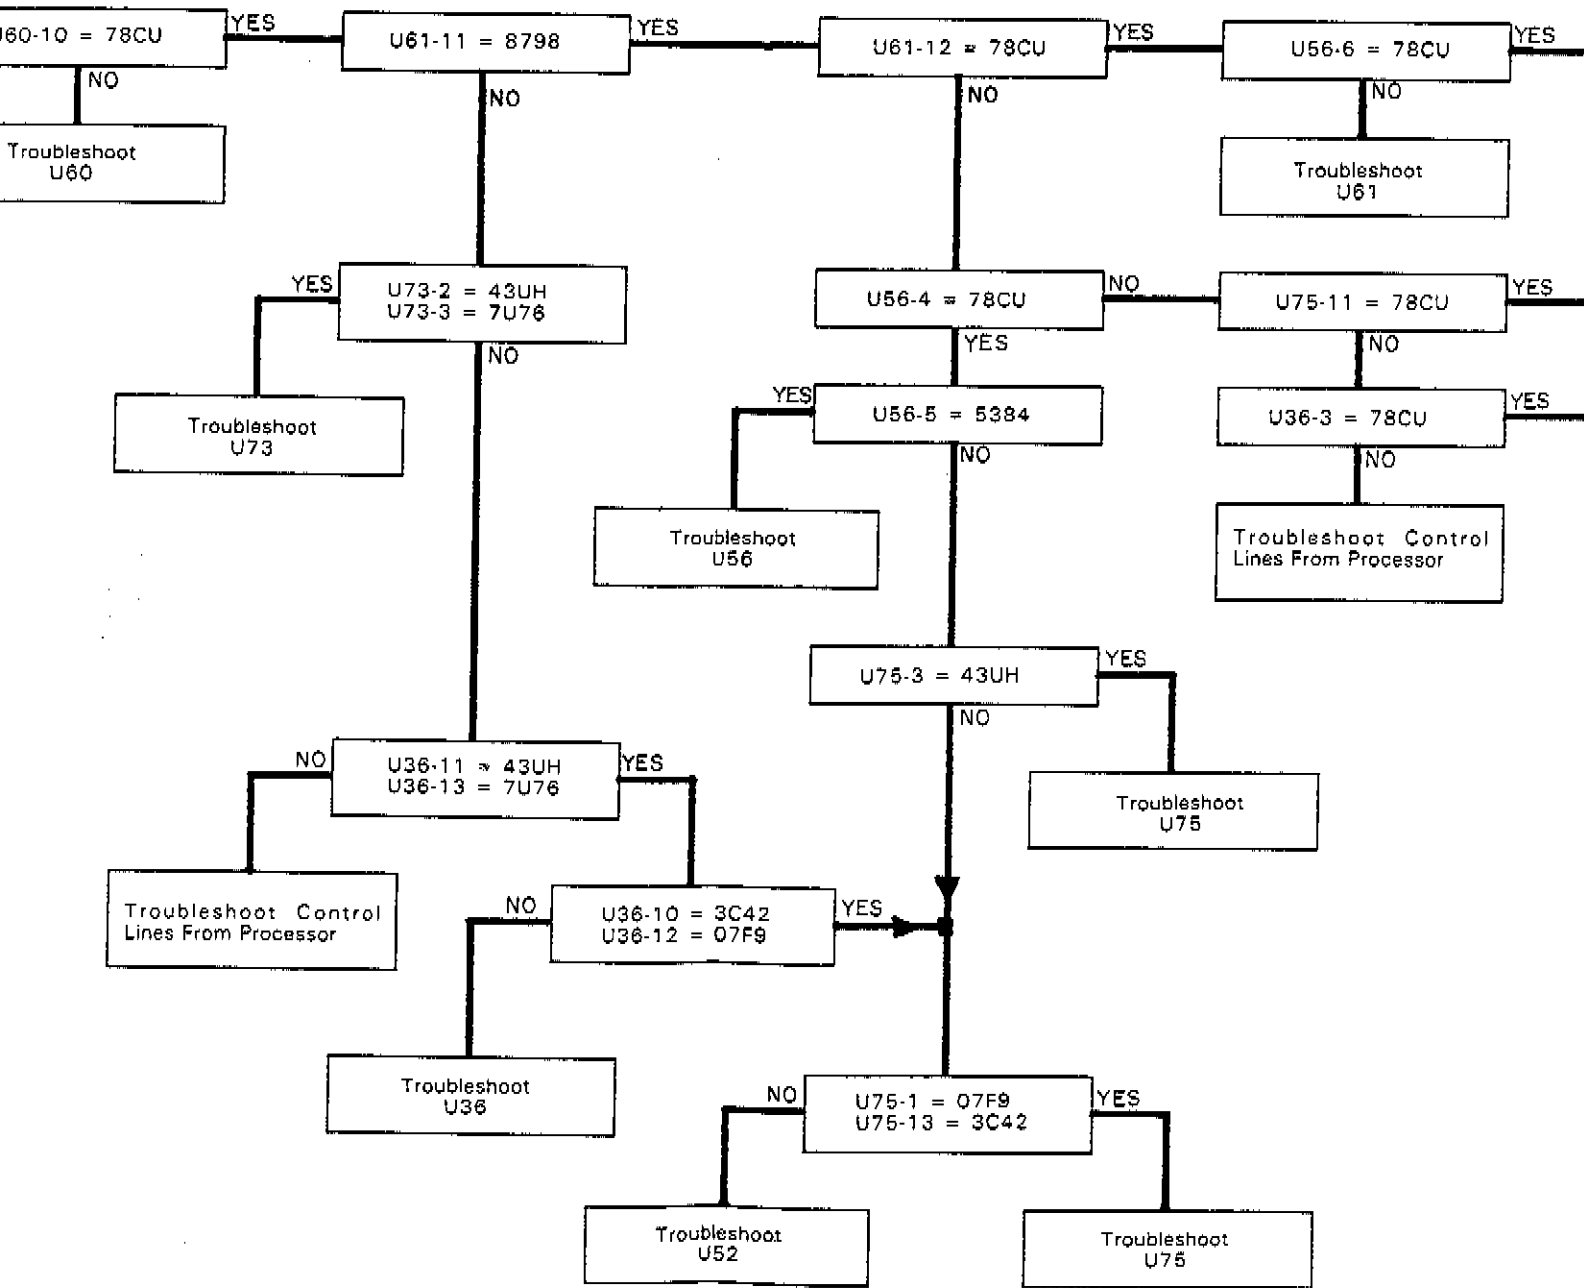 U60-10 = 78CU
YES
U61-11 = 8798
YES
U61-12 = 78CU
YES
U56-6 = 78CU
YES
NO
NO
NO
NO
Troubleshoot
U60
Troubleshoot
U61
YES
U73-2 = 43UH
U73-3 = 7U76
NO
U56-4 = 78CU
NO
YES
U75-11 = 78CU
YES
NO
Troubleshoot
U73
YES
U56-5 = 5384
NO
U36-3 = 78CU
YES
NO
Troubleshoot
U56
Troubleshoot Control
Lines From Processor
U75-3 = 43UH
YES
NO
NO
U36-11 = 43UH
U36-13 = 7U76
YES
Troubleshoot
U75
Troubleshoot Control
Lines From Processor
NO
U36-10 = 3C42
U36-12 = 07F9
YES
Troubleshoot
U36
NO
U75-1 = 07F9
U75-13 = 3C42
YES
Troubleshoot
U52
Troubleshoot
U75